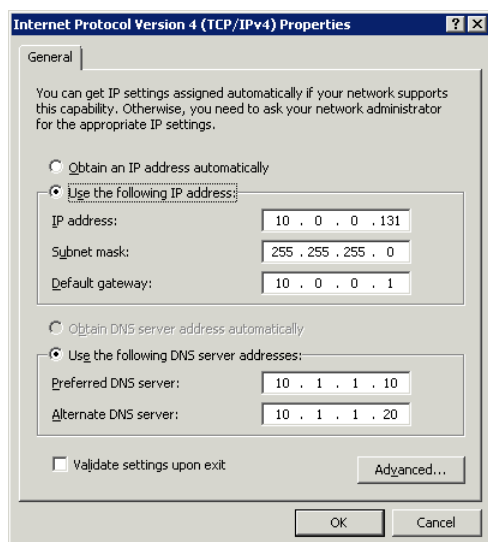 Internet Protocol Version 4 (TCP/IPv4) Properties ? X
General
You can get IP settings assigned automatically if your network supports
this capability. Otherwise, you need to ask your network administrator
for the appropriate IP settings.
Obtain an IP address automatically
Use the following IP address:
IP address: 10 . 0 . 0 . 131
Subnet mask: 255 . 255 . 255 . 0
Default gateway: 10 . 0 . 0 . 1
Obtain DNS server address automatically
Use the following DNS server addresses:
Preferred DNS server: 10 . 1 . 1 . 10
Alternate DNS server: 10 . 1 . 1 . 20
Validate settings upon exit
Advanced...
OK Cancel